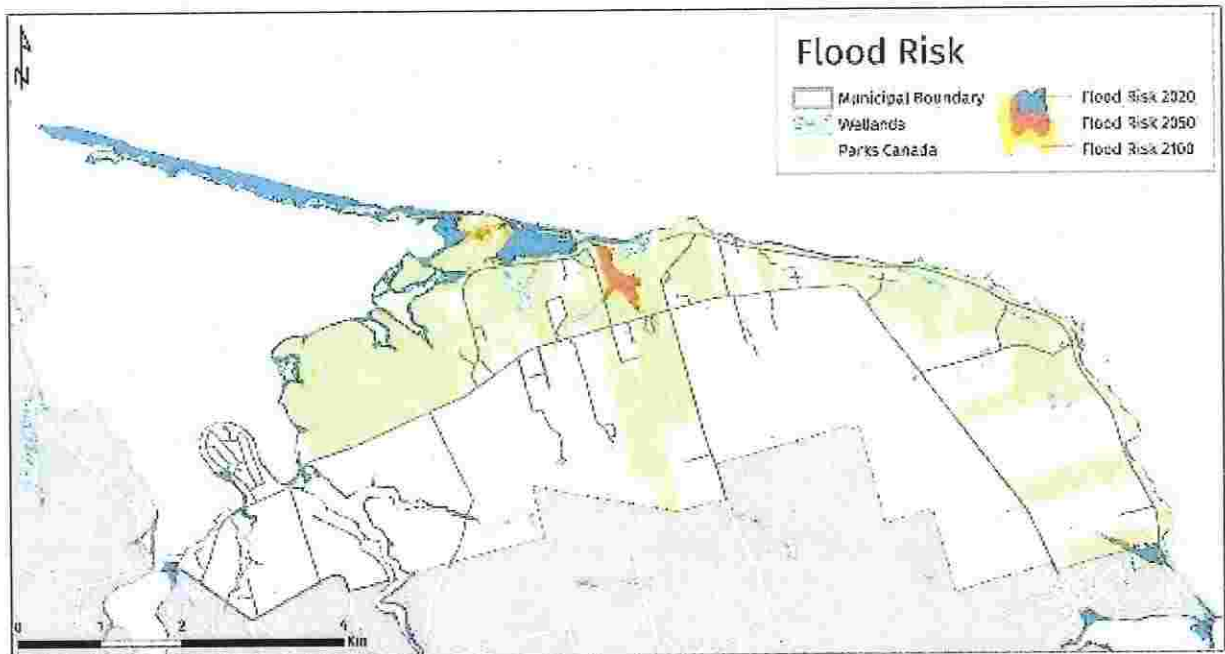 N
Flood Risk
Municipal Boundary
Wetlands
Parks Canada
Flood Risk 2020
Flood Risk 2050
Flood Risk 2100
0 1 2 4
Km